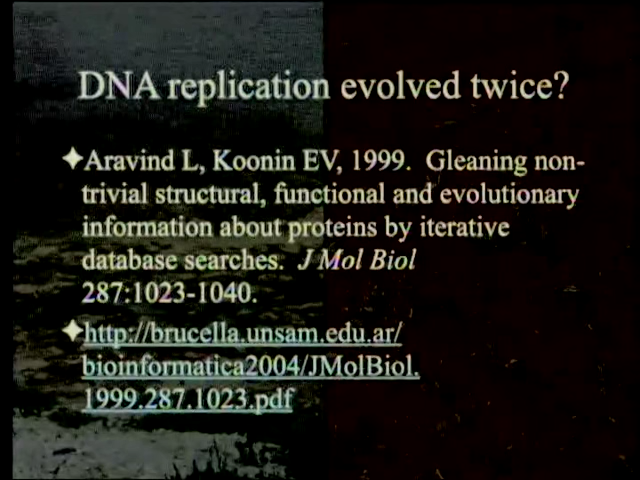 DNA replication evolved twice?
Aravind L, Koonin EV, 1999. Gleaning non-
trivial structural, functional and evolutionary
information about proteins by iterative
database searches. J Mol Biol
287:1023-1040.
http://brucella.unsam.edu.ar/
bioinformatica2004/JMolBiol.
1999.287.1023.pdf